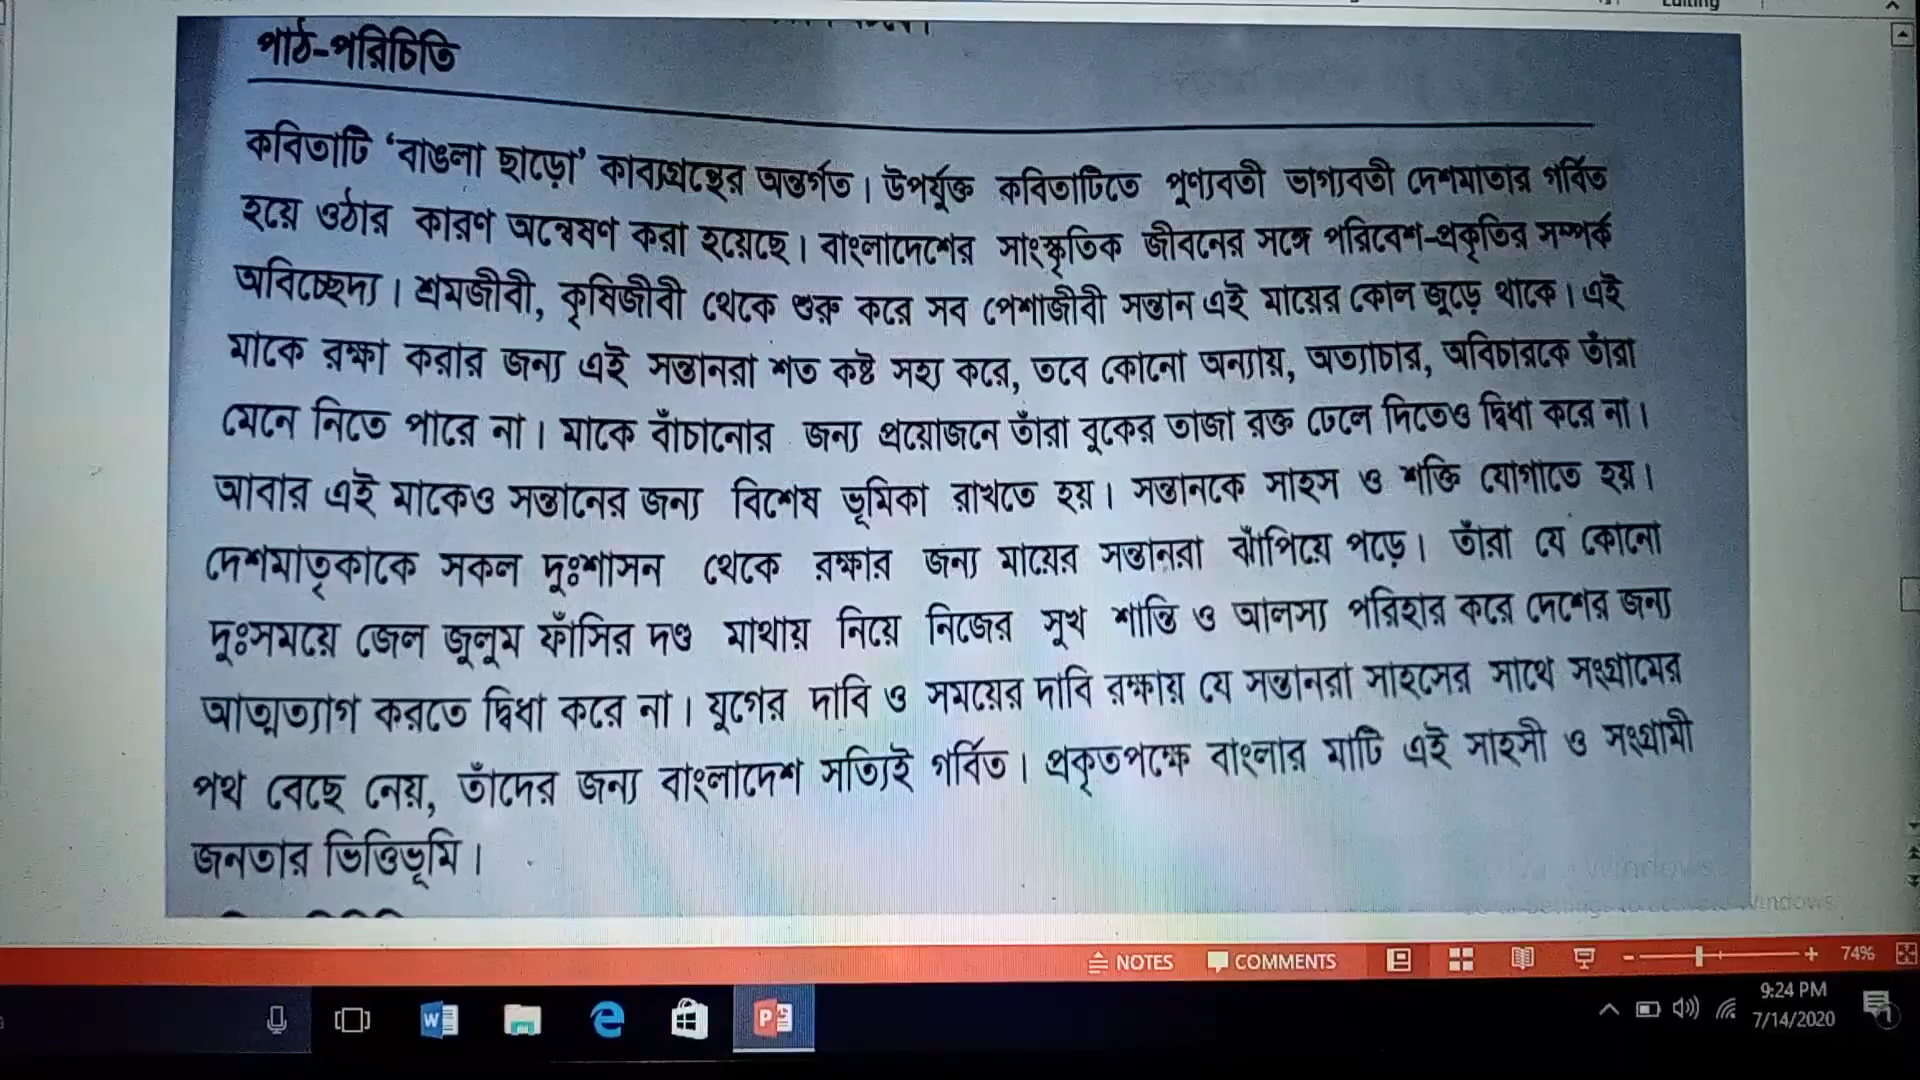 Editing
পাঠ-পরিচিতি
কবিতাটি ‘বাঙলা ছাড়ো’ কাব্যগ্রন্থের অন্তর্গত। উপর্যুক্ত কবিতাটিতে পুণ্যবতী ভাগ্যবতী দেশমাতার গর্বিত
হয়ে ওঠার কারণ অন্বেষণ করা হয়েছে। বাংলাদেশের সাংস্কৃতিক জীবনের সঙ্গে পরিবেশ-প্রকৃতির সম্পর্ক
অবিচ্ছেদ্য। শ্রমজীবী, কৃষিজীবী থেকে শুরু করে সব পেশাজীবী সন্তান এই মায়ের কোল জুড়ে থাকে। এই
মাকে রক্ষা করার জন্য এই সন্তানরা শত কষ্ট সহ্য করে, তবে কোনো অন্যায়, অত্যাচার, অবিচারকে তাঁরা
মেনে নিতে পারে না। মাকে বাঁচানোর জন্য প্রয়োজনে তাঁরা বুকের তাজা রক্ত ঢেলে দিতেও দ্বিধা করে না।
আবার এই মাকেও সন্তানের জন্য বিশেষ ভূমিকা রাখতে হয়। সন্তানকে সাহস ও শক্তি যোগাতে হয়।
দেশমাতৃকাকে সকল দুঃশাসন থেকে রক্ষার জন্য মায়ের সন্তানরা ঝাঁপিয়ে পড়ে। তাঁরা যে কোনো
দুঃসময়ে জেল জুলুম ফাঁসির দণ্ড মাথায় নিয়ে নিজের সুখ শান্তি ও আলস্য পরিহার করে দেশের জন্য
আত্মত্যাগ করতে দ্বিধা করে না। যুগের দাবি ও সময়ের দাবি রক্ষায় যে সন্তানরা সাহসের সাথে সংগ্রামের
পথ বেছে নেয়, তাঁদের জন্য বাংলাদেশ সত্যিই গর্বিত। প্রকৃতপক্ষে বাংলার মাটি এই সাহসী ও সংগ্রামী
জনতার ভিত্তিভূমি।
Windows
Windows
NOTES COMMENTS 74%
9:24 PM
7/14/2020